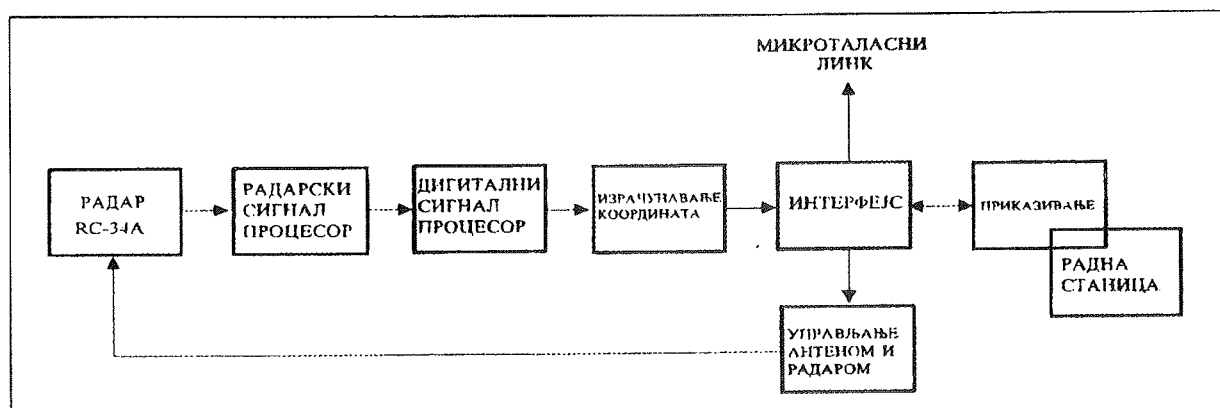 МИКРОТАЛАСНИ
ЛИНК
РАДАР
RC-34A
РАДАРСКИ
СИГНАЛ
ПРОЦЕСОР
ДИГИТАЛНИ
СИГНАЛ
ПРОЦЕСОР
ИЗРАЧУНАВАЊЕ
КООРДИНАТА
ИНТЕРФЕЈС
ПРИКАЗИВАЊЕ
РАДНА
СТАНИЦА
УПРАВЉАЊЕ
АНТЕНОМ И
РАДАРОМ